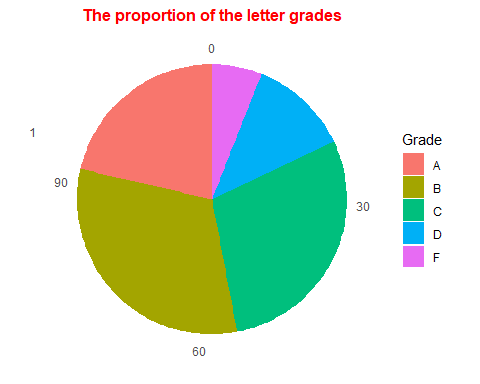 The proportion of the letter grades
0
1
90
30
60
Grade
A
B
C
D
F